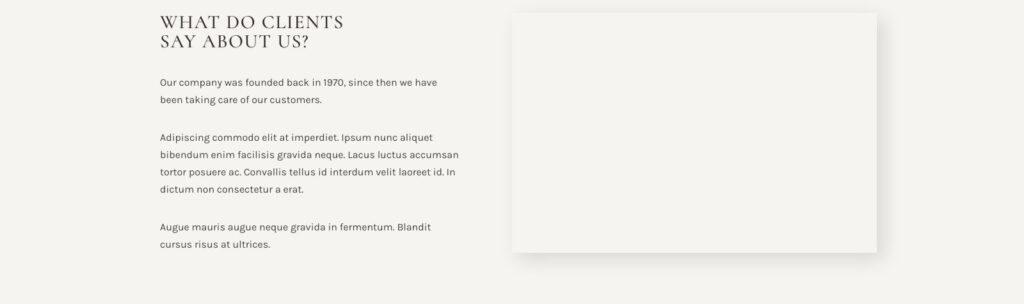 WHAT DO CLIENTS
SAY ABOUT US?
Our company was founded back in 1970, since then we have
been taking care of our customers.
Adipiscing commodo elit at imperdiet. Ipsum nunc aliquet
bibendum enim facilisis gravida neque. Lacus luctus accumsan
tortor posuere ac. Convallis tellus id interdum velit laoreet id. In
dictum non consectetur a erat.
Augue mauris augue neque gravida in fermentum. Blandit
cursus risus at ultrices.